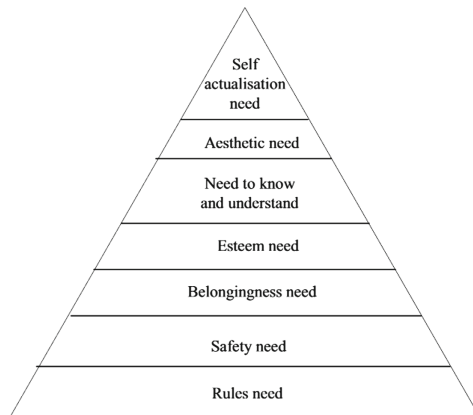 Self
actualisation
need
Aesthetic need
Need to know
and understand
Esteem need
Belongingness need
Safety need
Rules need